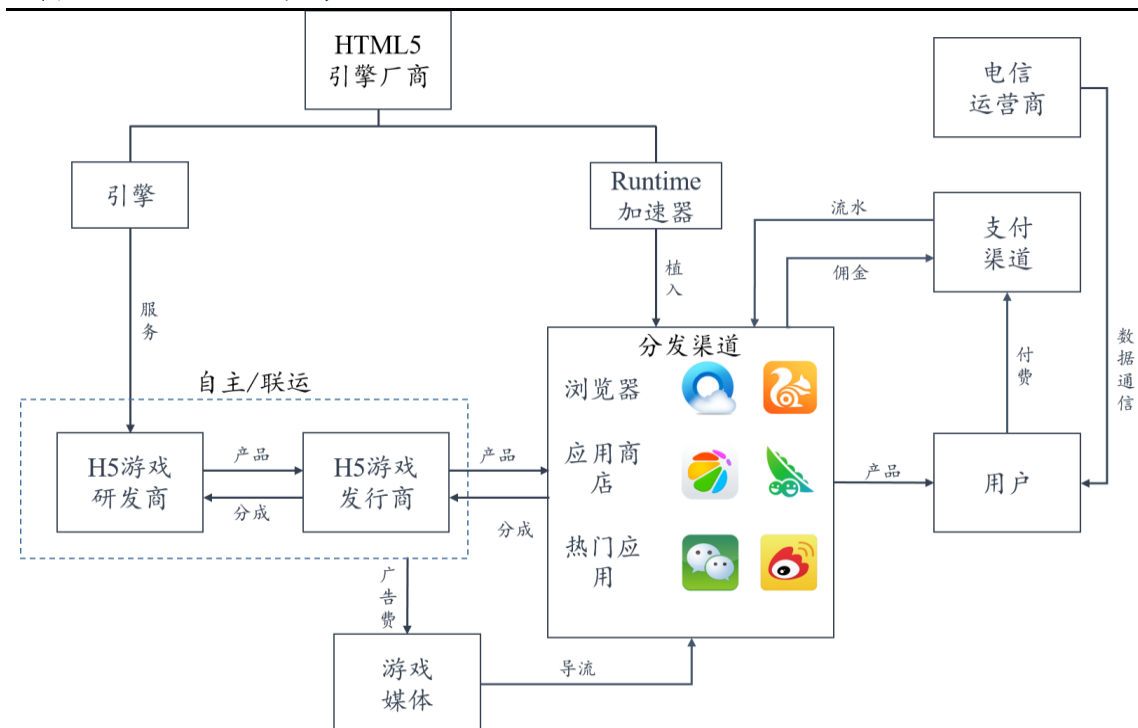 HTML5
引擎厂商
电信
运营商
引擎
Runtime
加速器
流水
支付
渠道
佣金
植
入
服
务
付
费
数
据
通
信
分发渠道
浏览器
自主/联运
H5游戏
研发商
产品
分成
H5游戏
发行商
产品
分成
应用商
店
产品
用户
热门应
用
广
告
费
游戏
媒体
导流